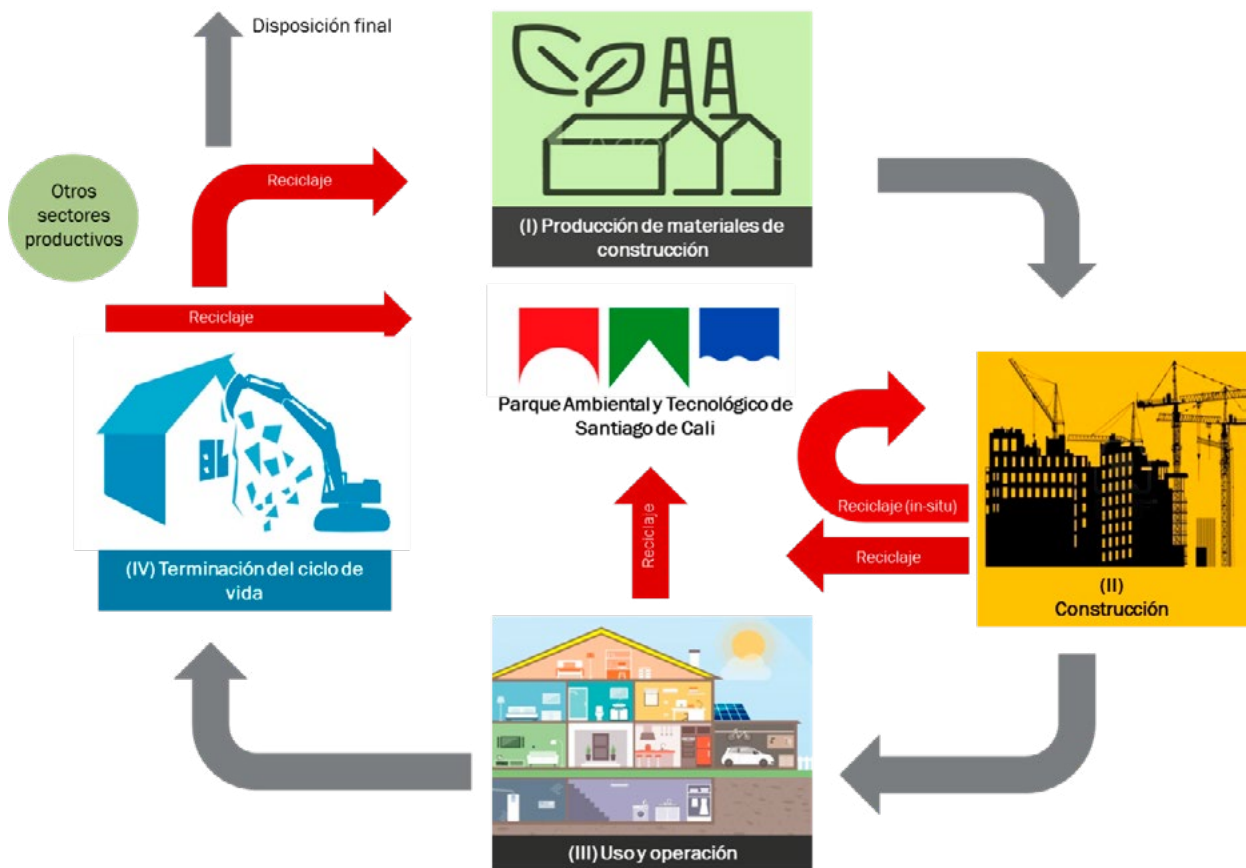 Disposición final
Reciclaje
Otros
sectores
productivos
(I) Producción de materiales de
construcción
Reciclaje
Parque Ambiental y Tecnológico de
Santiago de Cali
Reciclaje (in-situ)
Reciclaje
Reciclaje
(IV) Terminación del ciclo de
vida
(II)
Construcción
(III) Uso y operación